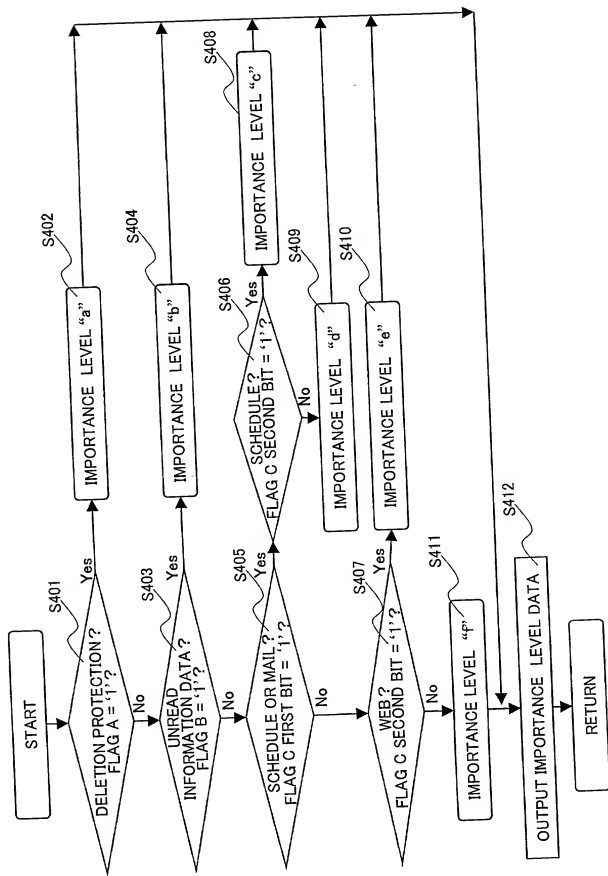 START
S401
DELETION PROTECTION?
FLAG A = '1'?
Yes
No
S402
IMPORTANCE LEVEL "a"
S403
UNREAD
INFORMATION DATA?
FLAG B = '1'?
Yes
No
S404
IMPORTANCE LEVEL "b"
S405
SCHEDULE OR MAIL?
FLAG C FIRST BIT = '1'?
Yes
No
S406
SCHEDULE?
FLAG C SECOND BIT = '1'?
Yes
No
S408
IMPORTANCE LEVEL "c"
S409
IMPORTANCE LEVEL "d"
S407
WEB?
FLAG C SECOND BIT = '1'?
Yes
No
S410
IMPORTANCE LEVEL "e"
S411
IMPORTANCE LEVEL "f"
S412
OUTPUT IMPORTANCE LEVEL DATA
RETURN